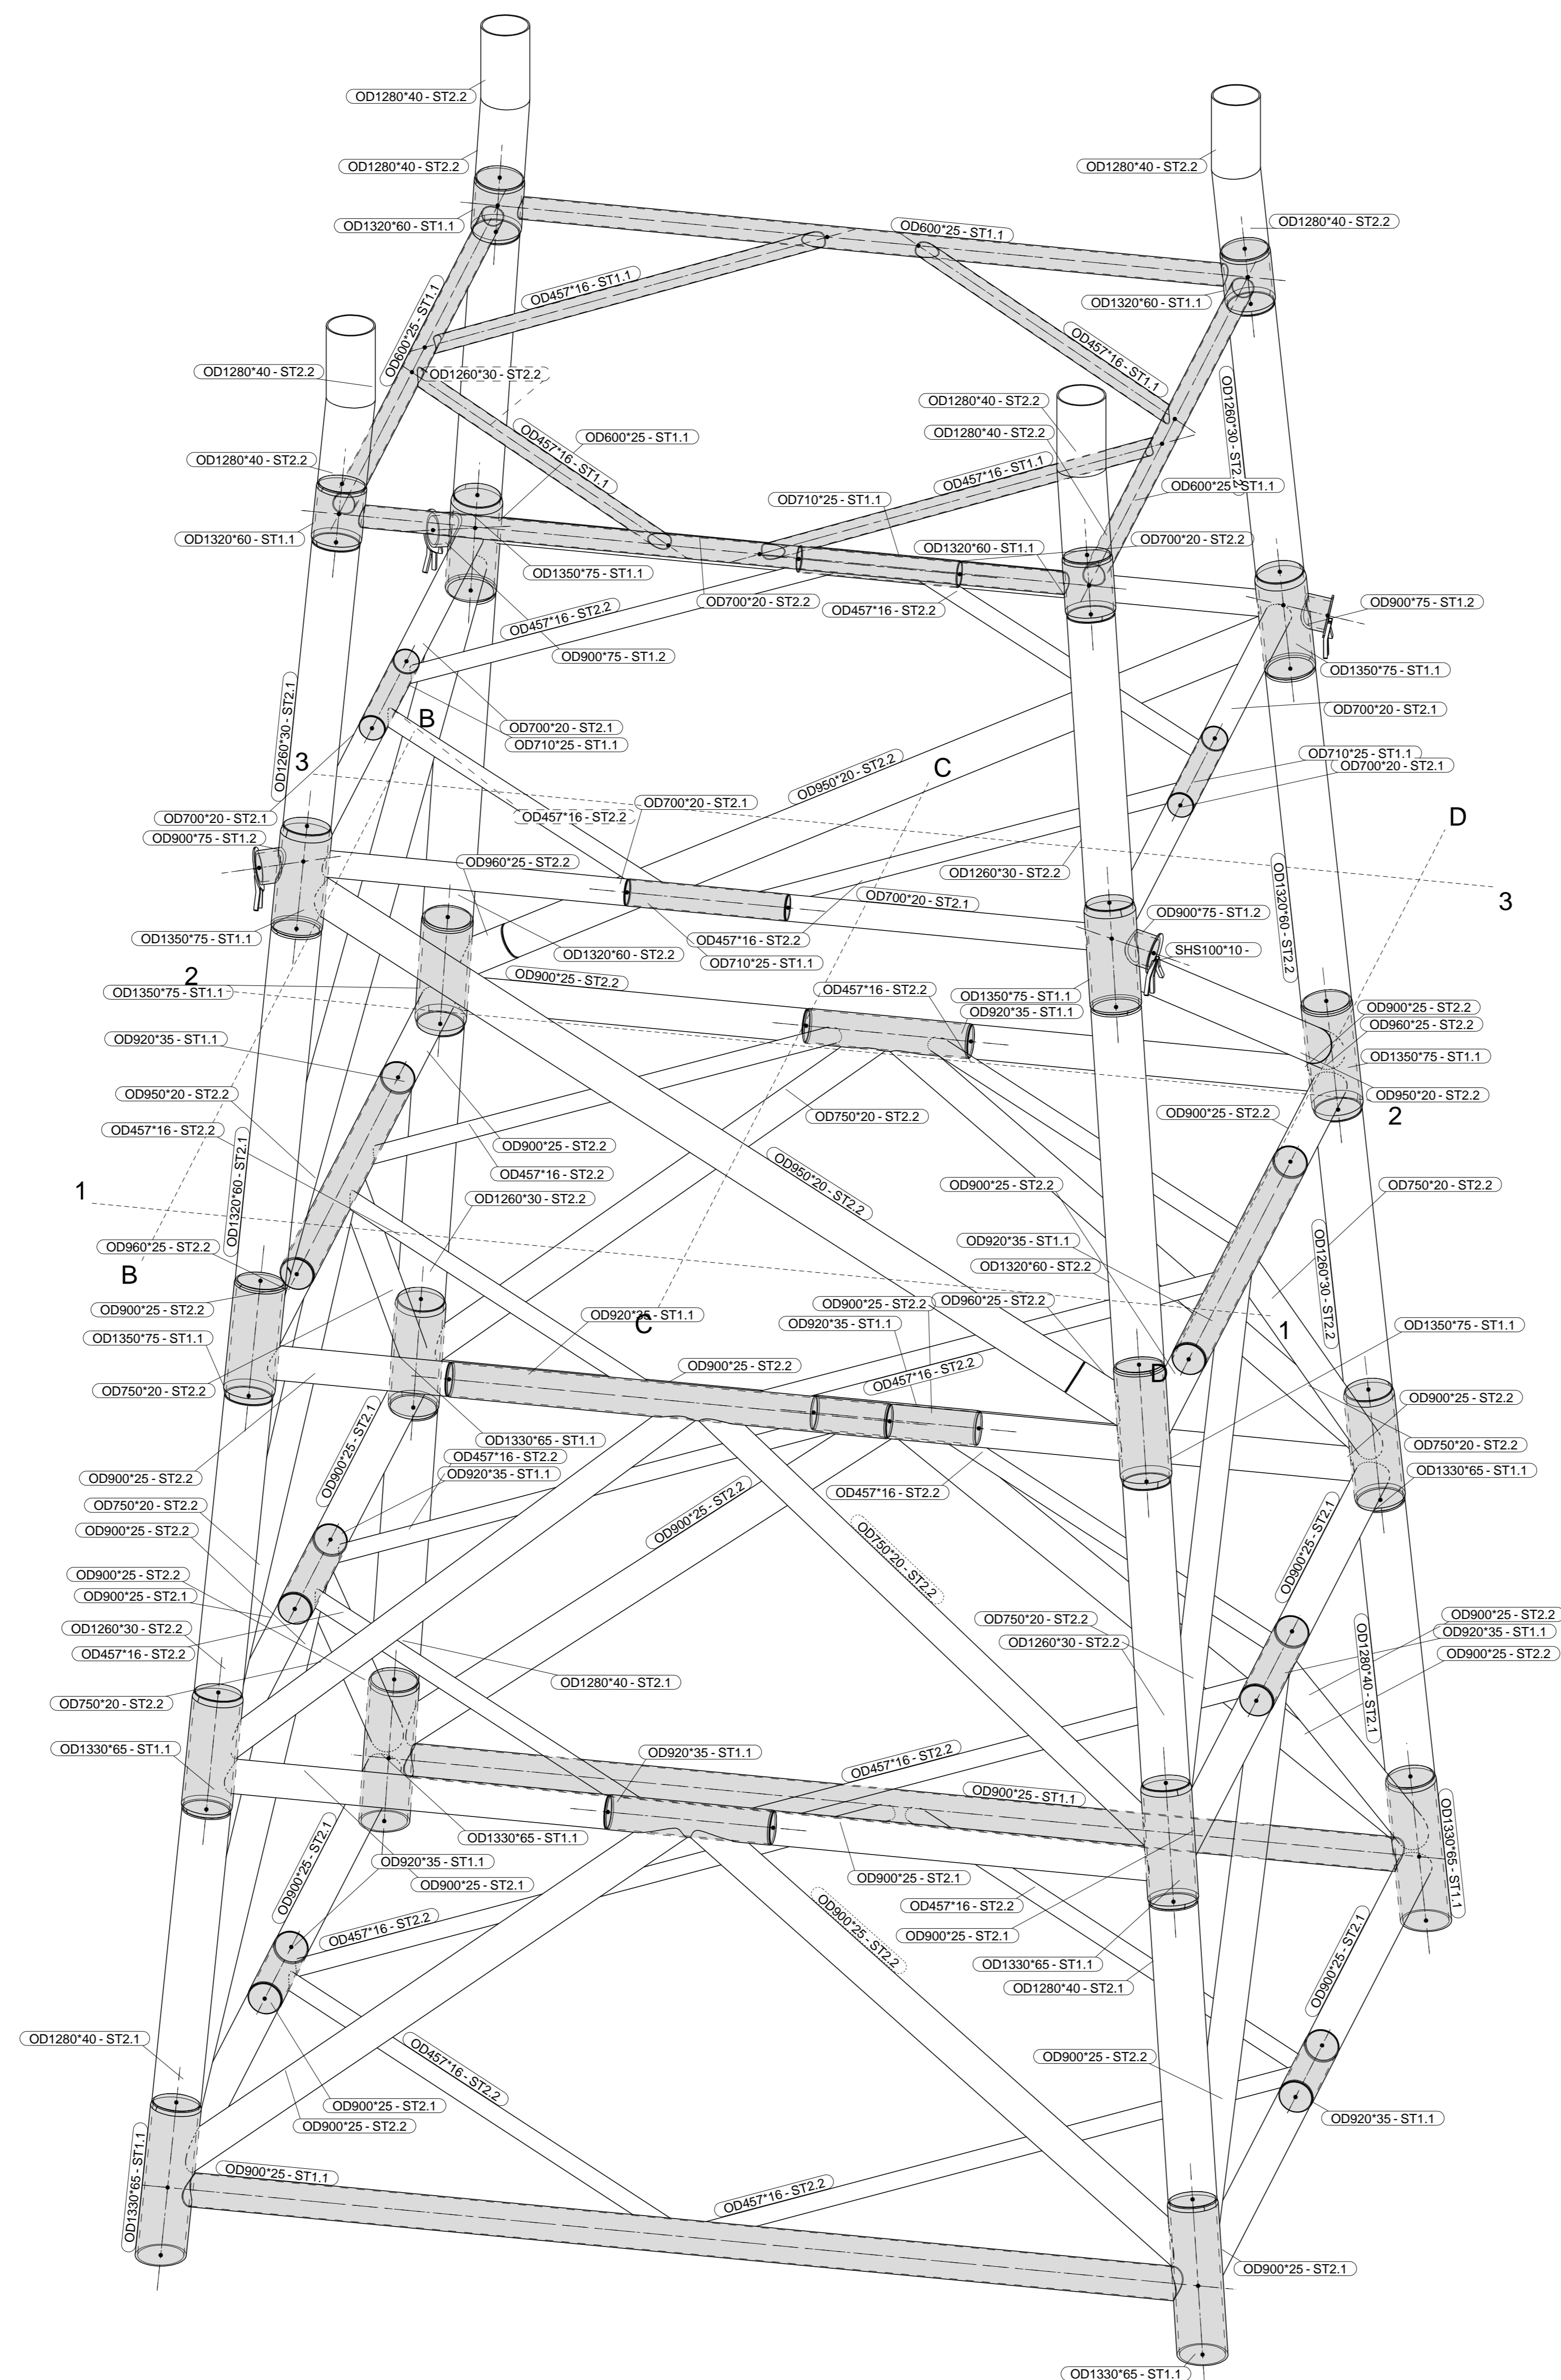 OD1280*40 - ST2.2
OD1280*40 - ST2.2
OD1280*40 - ST2.2
OD1320*60 - ST1.1
OD600*25 - ST1.1
OD1280*40 - ST2.2
OD457*16 - ST1.1
OD600*25 - ST1.1
OD1320*60 - ST1.1
OD457*16 - ST1.1
OD1280*40 - ST2.2
OD1260*30 - ST2.2
OD1260*30 - ST2.2
OD1280*40 - ST2.2
OD1280*40 - ST2.2
OD600*25 - ST1.1
OD457*16 - ST1.1
OD1280*40 - ST2.2
OD457*16 - ST1.1
OD600*25 - ST1.1
OD710*25 - ST1.1
OD1320*60 - ST1.1
OD1320*60 - ST1.1
OD700*20 - ST2.2
OD1350*75 - ST1.1
OD700*20 - ST2.2
OD457*16 - ST2.2
OD900*75 - ST1.2
OD457*16 - ST2.2
OD900*75 - ST1.2
OD1350*75 - ST1.1
OD1260*30 - ST2.1
OD700*20 - ST2.1
B
OD700*20 - ST2.1
OD710*25 - ST1.1
3
OD710*25 - ST1.1
OD700*20 - ST2.1
OD950*20 - ST2.2
C
D
OD700*20 - ST2.1
OD457*16 - ST2.2
OD700*20 - ST2.1
OD900*75 - ST1.2
OD960*25 - ST2.2
OD1260*30 - ST2.2
OD1320*60 - ST2.2
OD700*20 - ST2.1
3
OD900*75 - ST1.2
OD1350*75 - ST1.1
OD457*16 - ST2.2
OD1320*60 - ST2.2
SHS100*10 -
OD710*25 - ST1.1
2
OD900*25 - ST2.2
OD1350*75 - ST1.1
OD457*16 - ST2.2
OD1350*75 - ST1.1
OD920*35 - ST1.1
OD900*25 - ST2.2
OD960*25 - ST2.2
OD920*35 - ST1.1
OD1350*75 - ST1.1
OD950*20 - ST2.2
OD950*20 - ST2.2
OD750*20 - ST2.2
OD900*25 - ST2.2
2
OD457*16 - ST2.2
OD900*25 - ST2.2
OD457*16 - ST2.2
OD950*20 - ST2.2
OD900*25 - ST2.2
OD750*20 - ST2.2
1
OD1320*60 - ST2.1
OD1260*30 - ST2.2
OD960*25 - ST2.2
OD920*35 - ST1.1
OD1320*60 - ST2.2
OD1260*30 - ST2.2
B
OD900*25 - ST2.2
OD920*35 - ST1.1
C
OD900*25 - ST2.2
OD960*25 - ST2.2
OD920*35 - ST1.1
1
OD1350*75 - ST1.1
OD1350*75 - ST1.1
OD900*25 - ST2.2
OD457*16 - ST2.2
D
OD750*20 - ST2.2
OD900*25 - ST2.2
OD900*25 - ST2.1
OD1330*65 - ST1.1
OD750*20 - ST2.2
OD457*16 - ST2.2
OD920*35 - ST1.1
OD900*25 - ST2.2
OD1330*65 - ST1.1
OD457*16 - ST2.2
OD750*20 - ST2.2
OD900*25 - ST2.2
OD900*25 - ST2.2
OD750*20 - ST2.2
OD900*25 - ST2.1
OD900*25 - ST2.2
OD900*25 - ST2.1
OD1260*30 - ST2.2
OD457*16 - ST2.2
OD750*20 - ST2.2
OD1260*30 - ST2.2
OD900*25 - ST2.2
OD920*35 - ST1.1
OD900*25 - ST2.2
OD1280*40 - ST2.1
OD1280*40 - ST2.1
OD750*20 - ST2.2
OD1330*65 - ST1.1
OD920*35 - ST1.1
OD457*16 - ST2.2
OD900*25 - ST1.1
OD1330*65 - ST1.1
OD1330*65 - ST1.1
OD920*35 - ST1.1
OD900*25 - ST2.1
OD900*25 - ST2.1
OD900*25 - ST2.1
OD457*16 - ST2.2
OD900*25 - ST2.2
OD457*16 - ST2.2
OD900*25 - ST2.1
OD1330*65 - ST1.1
OD1280*40 - ST2.1
OD900*25 - ST2.1
OD1280*40 - ST2.1
OD457*16 - ST2.2
OD900*25 - ST2.2
OD900*25 - ST2.1
OD900*25 - ST2.2
OD920*35 - ST1.1
OD1330*65 - ST1.1
OD900*25 - ST1.1
OD457*16 - ST2.2
OD900*25 - ST2.1
OD1330*65 - ST1.1